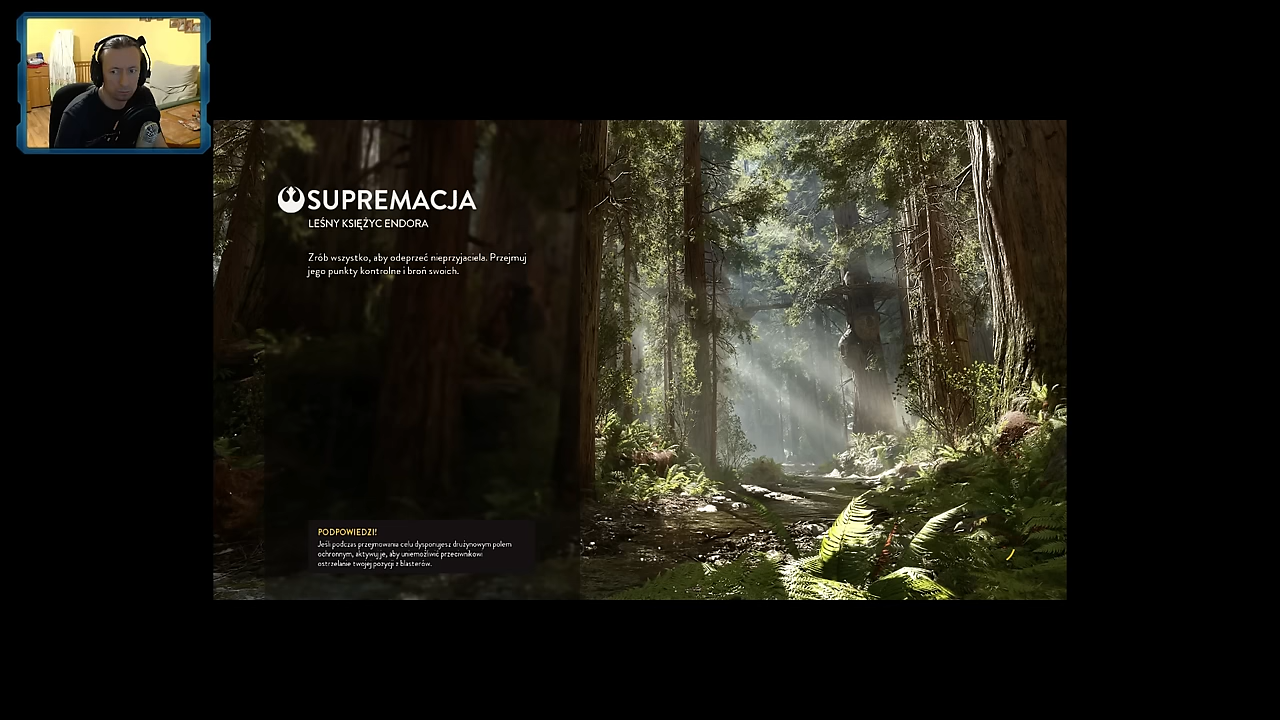 SUPREMACJA
LEŚNY KSIĘŻYC ENDORA
Zrób wszystko, aby odeprzeć nieprzyjaciela. Przejmuj
jego punkty kontrolne i broń swoich.
PODPOWIEDZI!
Jeśli podczas przejmowania celu dysponujesz drużynowym polem
ochronnym, aktywuj je, aby uniemożliwić przeciwnikowi
ostrzelanie twojej pozycji z blasterów.